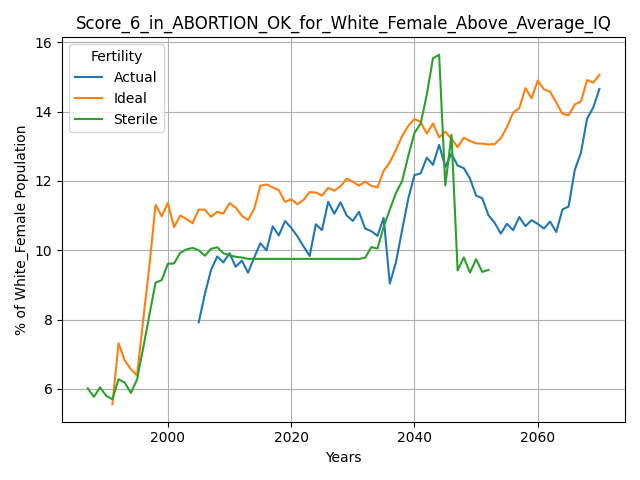 Score_6_in_ABORTION_OK_for_White_Female_Above_Average_IQ
Fertility
Actual
Ideal
Sterile
% of White_Female Population
16
14
12
10
8
6
2000 2020 2040 2060
Years